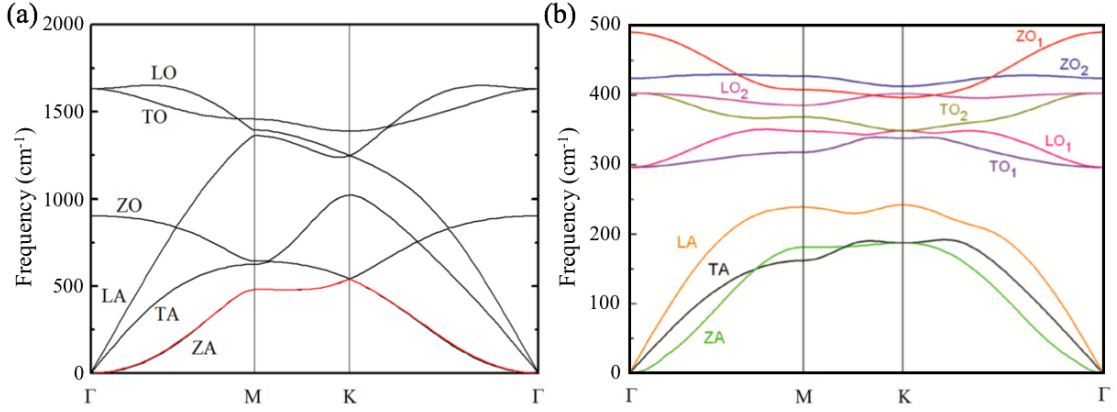 (a)
2000
1500
1000
500
0
Frequency (cm⁻¹)
LO
TO
ZO
LA
TA
ZA
Γ M K Γ
(b)
500
400
300
200
100
0
Frequency (cm⁻¹)
ZO₁
ZO₂
LO₂
TO₂
LO₁
TO₁
LA
TA
ZA
Γ M K Γ